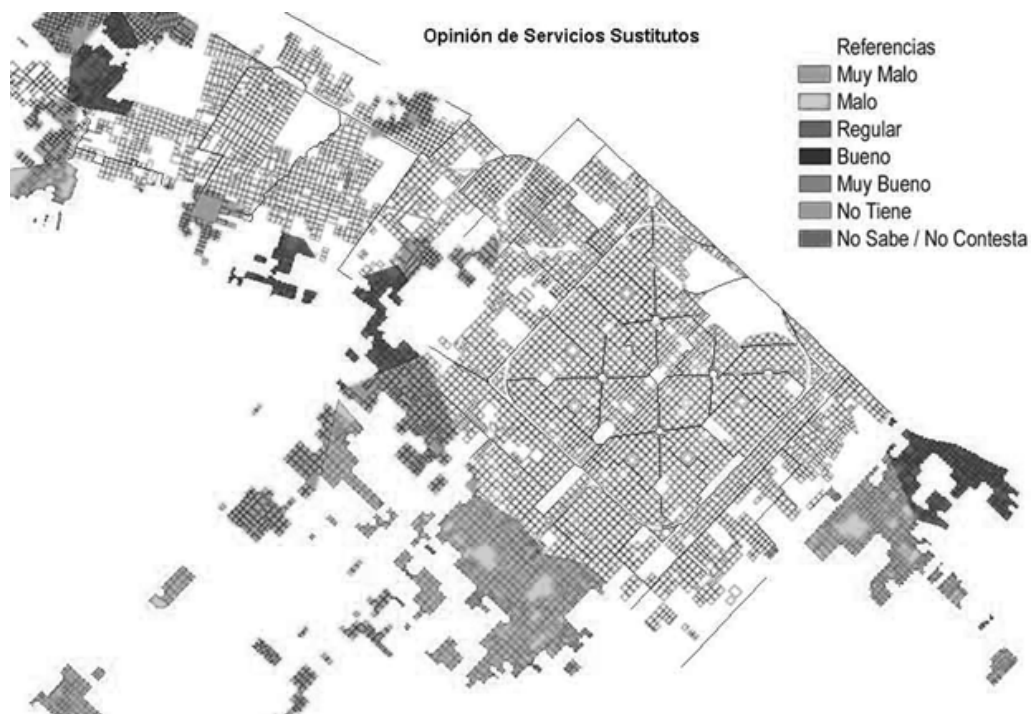 Opinión de Servicios Sustitutos
Referencias
Muy Malo
Malo
Regular
Bueno
Muy Bueno
No Tiene
No Sabe / No Contesta